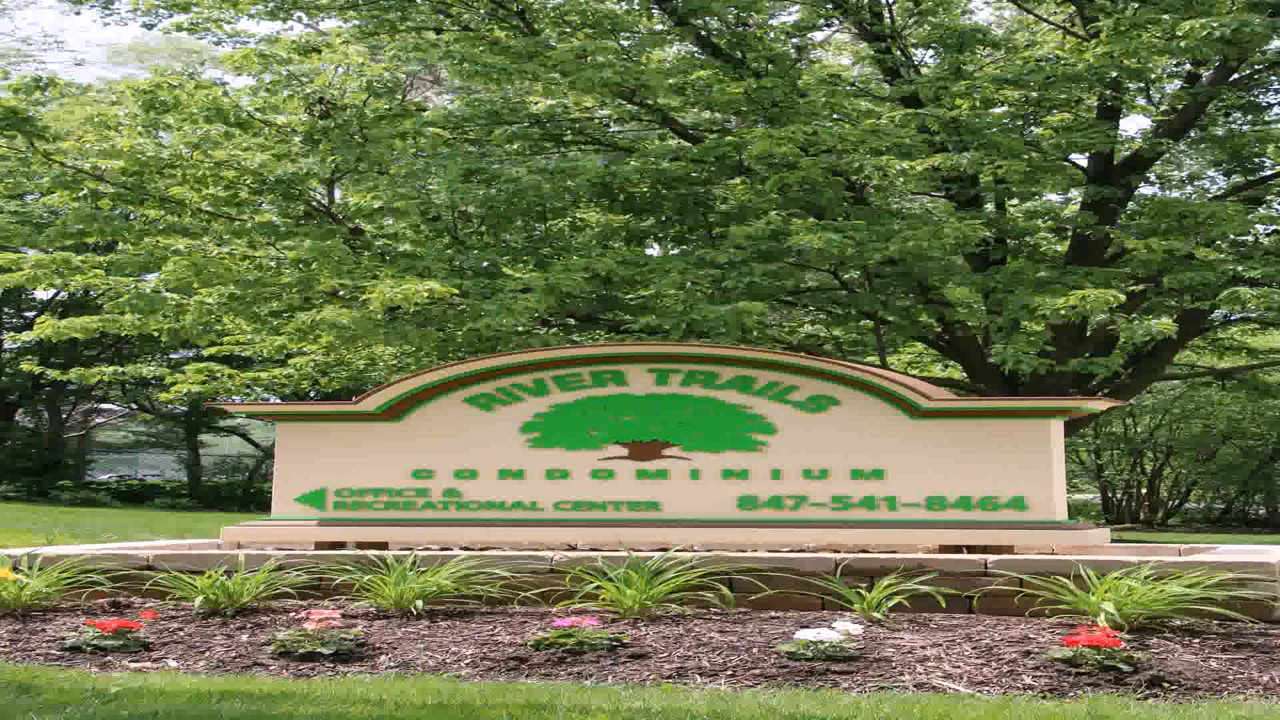 RIVER TRAILS
CONDOMINIUM
OFFICE &
RECREATIONAL CENTER
847-541-8464